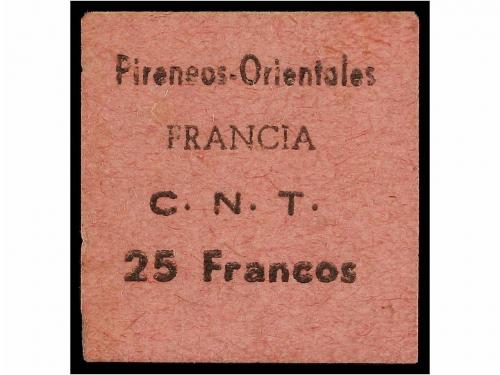 Pireneos-Orientales
FRANCIA
C. N. T.
25 Francos